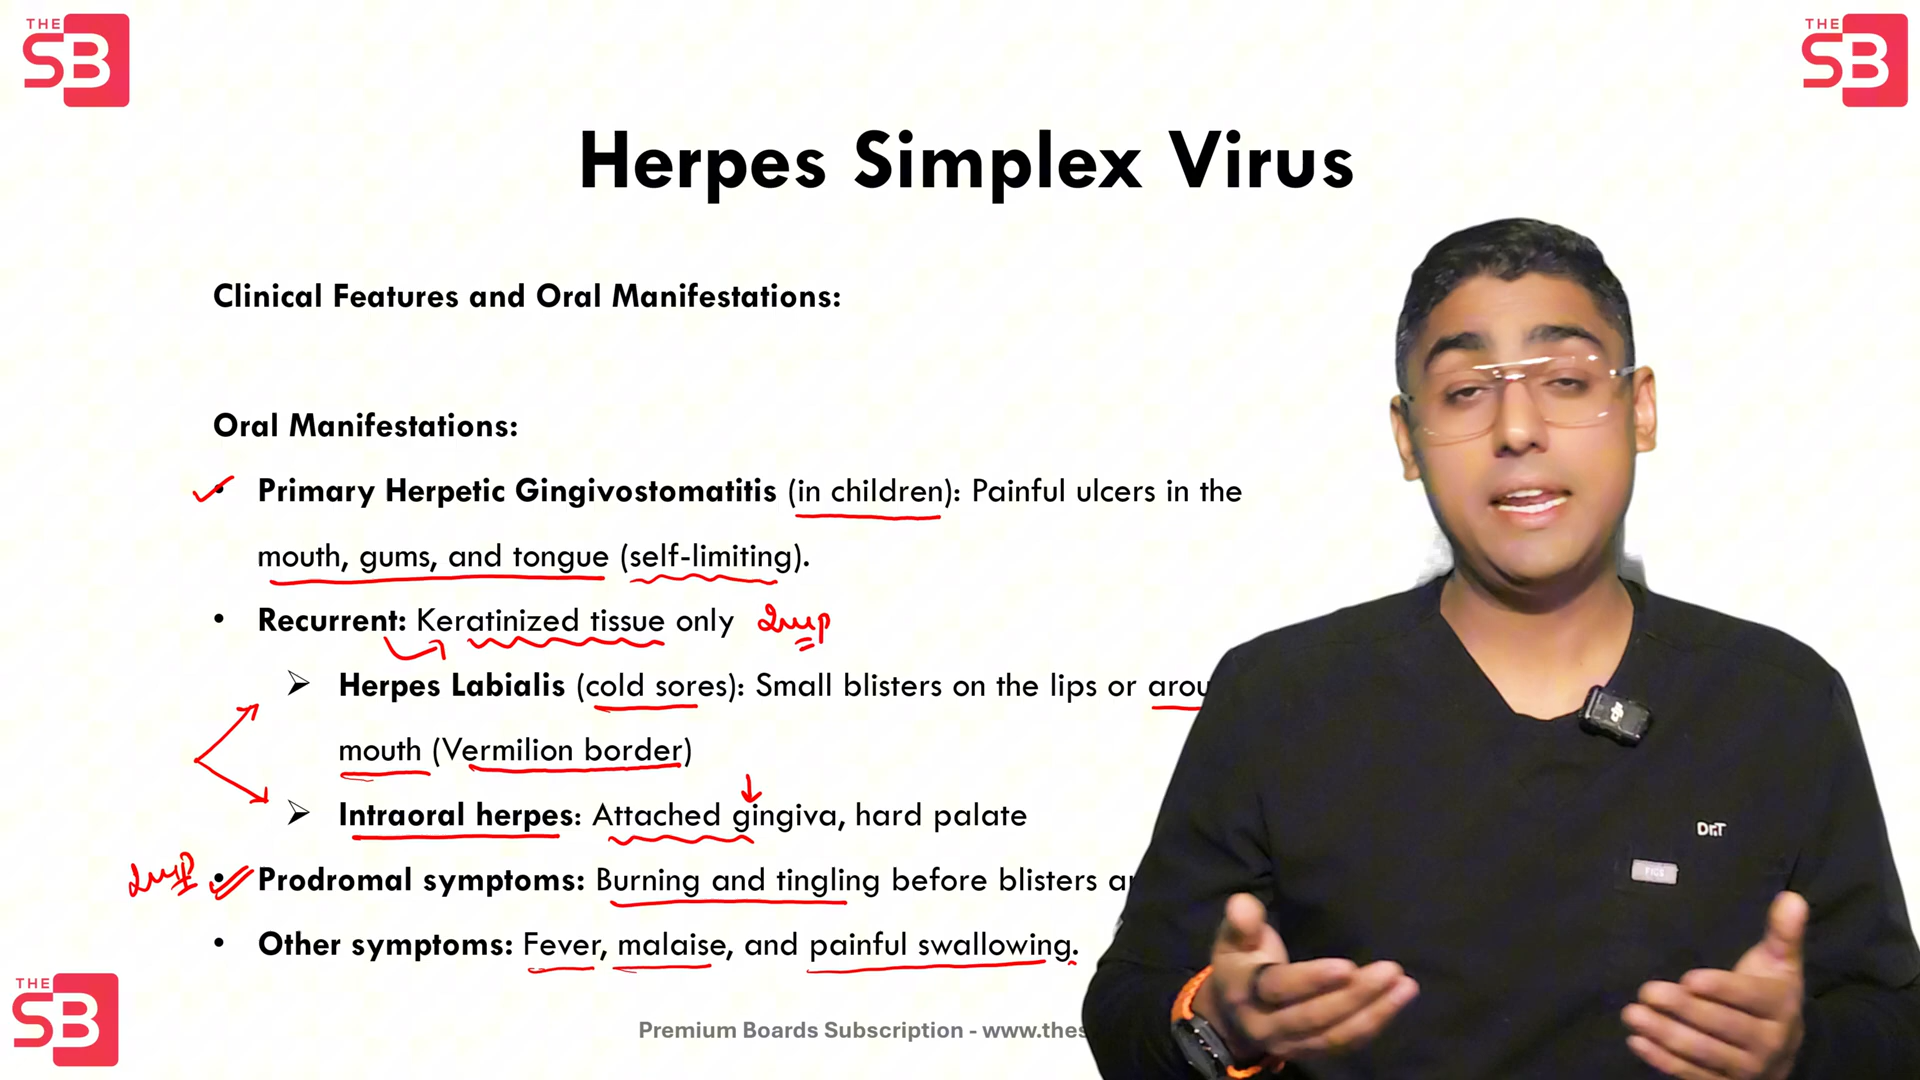 THE
SB
THE
SB
Herpes Simplex Virus
Clinical Features and Oral Manifestations:
Oral Manifestations:
• Primary Herpetic Gingivostomatitis (in children): Painful ulcers in the
mouth, gums, and tongue (self-limiting).
• Recurrent: Keratinized tissue only
➢ Herpes Labialis (cold sores): Small blisters on the lips or arou
mouth (Vermilion border)
➢ Intraoral herpes: Attached gingiva, hard palate
• Prodromal symptoms: Burning and tingling before blisters
• Other symptoms: Fever, malaise, and painful swallowing.
Dr.T
FIGS
THE
SB
Premium Boards Subscription - www.thes